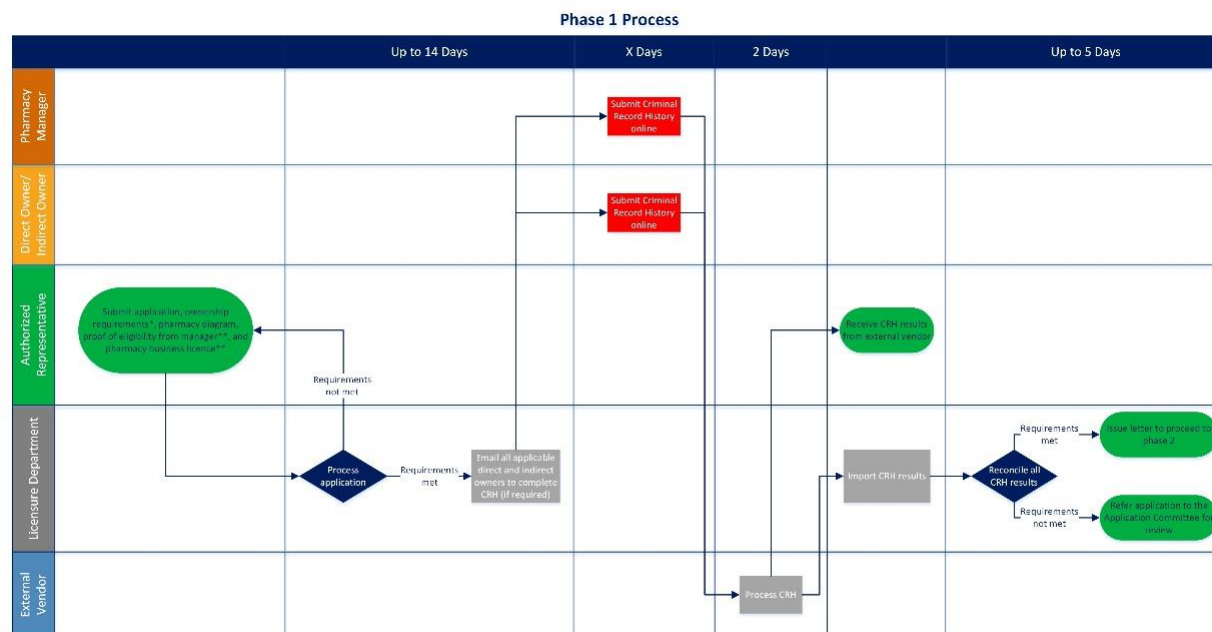 Phase 1 Process
Up to 14 Days
X Days
2 Days
Up to 5 Days
Pharmacy
Manager
Submit Criminal
Record History
online
Direct Owner/
Indirect Owner
Submit Criminal
Record History
online
Authorized
Representative
Submit application, ownership
requirements*, pharmacy diagram,
proof of eligibility from manager**, and
pharmacy business licence**
Requirements
not met
Receive CRH results
from external vendor
Licensure Department
Process
application
Requirements
met
Email all applicable
direct and indirect
owners to complete
CRH (if required)
Import CRH results
Reconcile all
CRH results
Requirements
met
Issue letter to proceed to
phase 2
Requirements
not met
Refer application to the
Application Committee for
review
External
Vendor
Process CRH